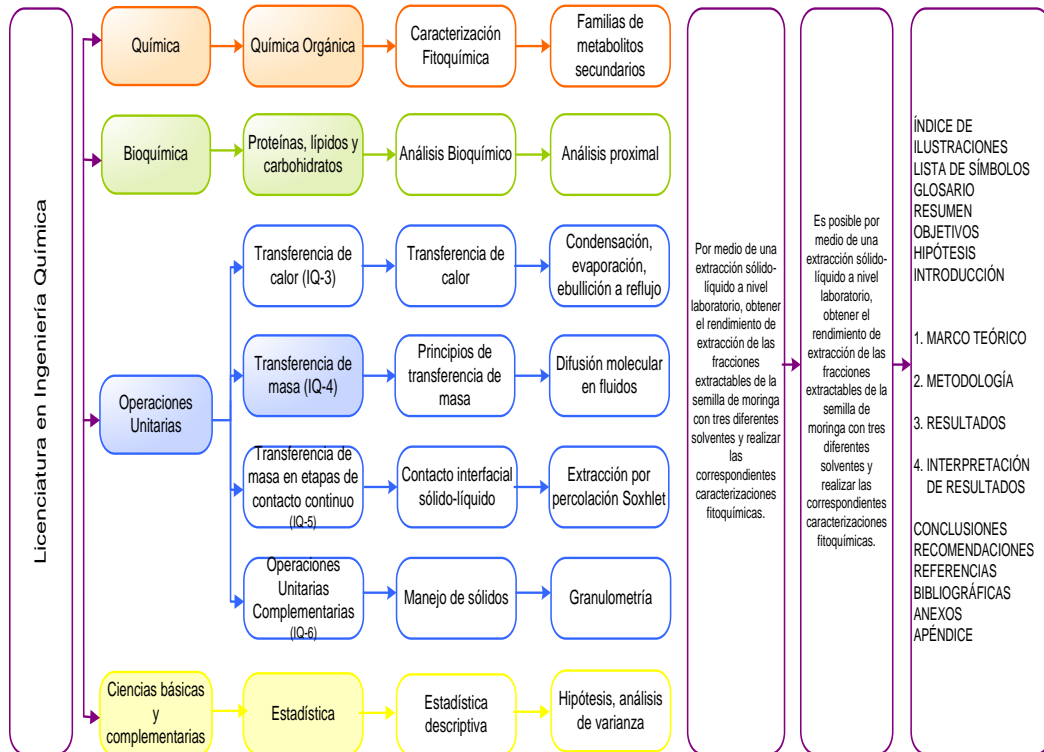 Licenciatura en Ingeniería Química
Química
Química Orgánica
Caracterización
Fitoquímica
Familias de
metabolitos
secundarios
Bioquímica
Proteínas, lípidos y
carbohidratos
Análisis Bioquímico
Análisis proximal
Operaciones
Unitarias
Transferencia de
calor (IQ-3)
Transferencia de
calor
Condensación,
evaporación,
ebullición a reflujo
Transferencia de
masa (IQ-4)
Principios de
transferencia de
masa
Difusión molecular
en fluidos
Transferencia de
masa en etapas de
contacto continuo
(IQ-5)
Contacto interfacial
sólido-líquido
Extracción por
percolación Soxhlet
Operaciones
Unitarias
Complementarias
(IQ-6)
Manejo de sólidos
Granulometría
Ciencias básicas
y
complementarias
Estadística
Estadística
descriptiva
Hipótesis, análisis
de varianza
Por medio de una
extracción sólido-
líquido a nivel
laboratorio, obtener
el rendimiento de
extracción de las
fracciones
extractables de la
semilla de moringa
con tres diferentes
solventes y realizar
las
correspondientes
caracterizaciones
fitoquímicas.
Es posible por
medio de una
extracción sólido-
líquido a nivel
laboratorio,
obtener el
rendimiento de
extracción de las
fracciones
extractables de la
semilla de
moringa con tres
diferentes
solventes y
realizar las
correspondientes
caracterizaciones
fitoquímicas.
ÍNDICE DE
ILUSTRACIONES
LISTA DE SÍMBOLOS
GLOSARIO
RESUMEN
OBJETIVOS
HIPÓTESIS
INTRODUCCIÓN
1. MARCO TEÓRICO
2. METODOLOGÍA
3. RESULTADOS
4. INTERPRETACIÓN
DE RESULTADOS
CONCLUSIONES
RECOMENDACIONES
REFERENCIAS
BIBLIOGRÁFICAS
ANEXOS
APÉNDICE